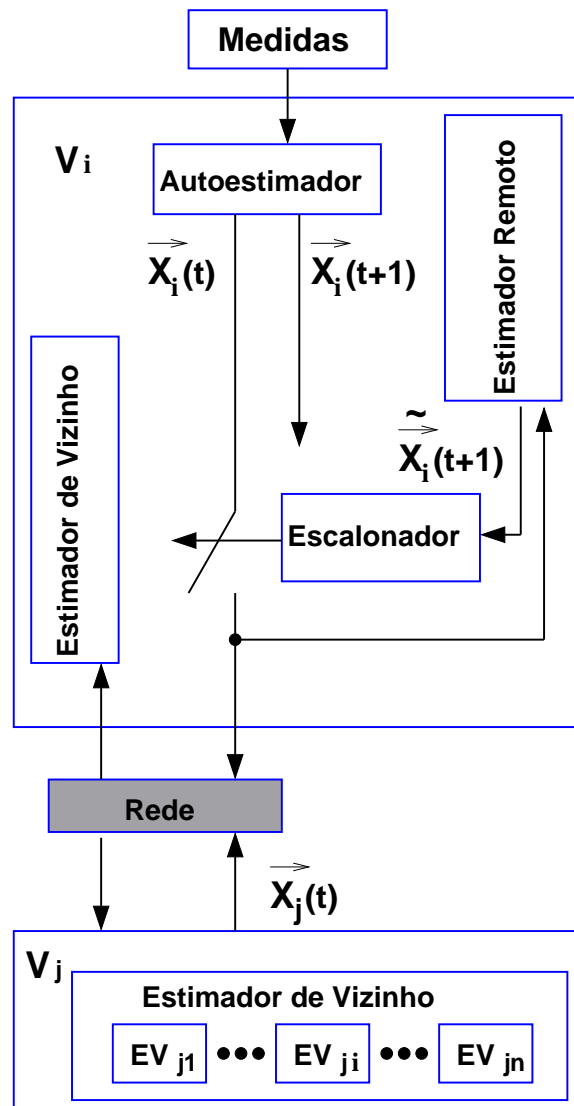 Medidas
V i
Autoestimador
Estimador Remoto
X i (t)
X i (t+1)
Estimador de Vizinho
~
X i (t+1)
Escalonador
Rede
X j (t)
V j
Estimador de Vizinho
EV j1 ●●● EV ji ●●● EV jn